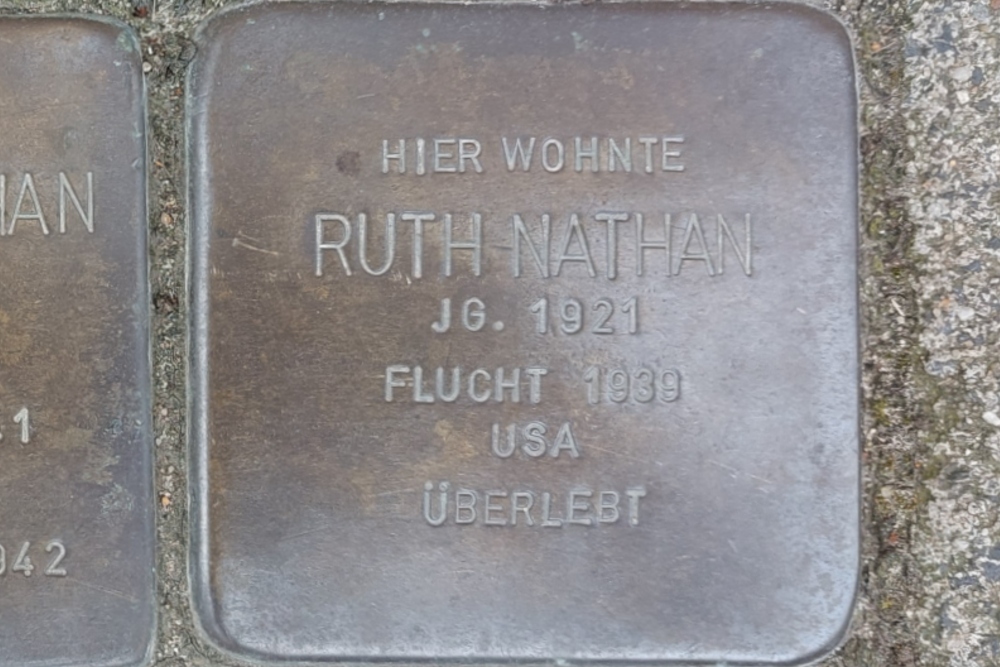 HIER WOHNTE
RUTH NATHAN
JG. 1921
FLUCHT 1939
USA
ÜBERLEBT